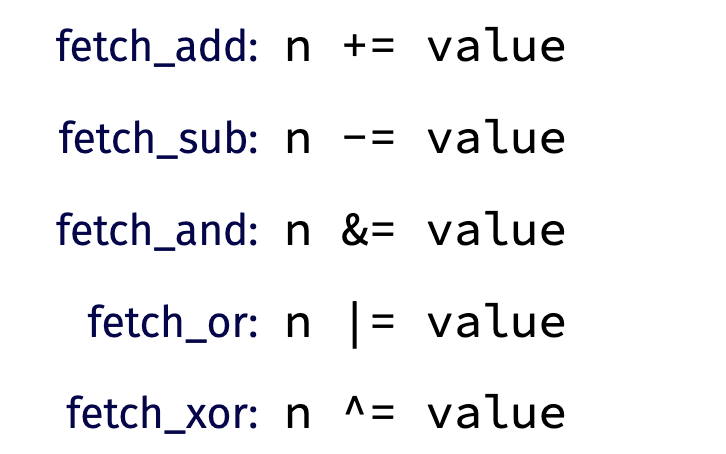 fetch_add: n += value
fetch_sub: n -= value
fetch_and: n &= value
fetch_or: n |= value
fetch_xor: n ^= value